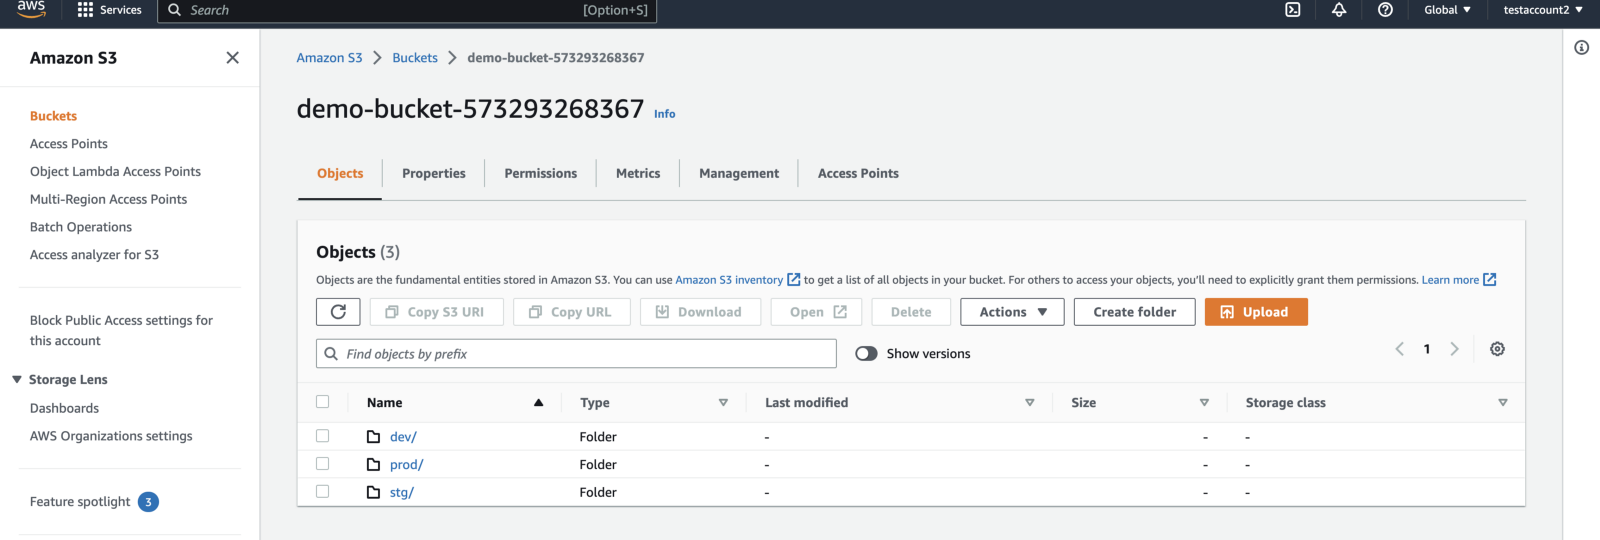 aws Services Search [Option+S] Global testaccount2
Amazon S3
Amazon S3 Buckets demo-bucket-573293268367
demo-bucket-573293268367 Info
Buckets
Access Points
Object Lambda Access Points
Multi-Region Access Points
Batch Operations
Access analyzer for S3
Block Public Access settings for
this account
Storage Lens
Dashboards
AWS Organizations settings
Feature spotlight 3
Objects Properties Permissions Metrics Management Access Points
Objects (3)
Objects are the fundamental entities stored in Amazon S3. You can use Amazon S3 inventory to get a list of all objects in your bucket. For others to access your objects, you'll need to explicitly grant them permissions. Learn more
Copy S3 URI Copy URL Download Open Delete Actions Create folder Upload
Find objects by prefix Show versions 1
Name Type Last modified Size Storage class
dev/ Folder - - -
prod/ Folder - - -
stg/ Folder - - -